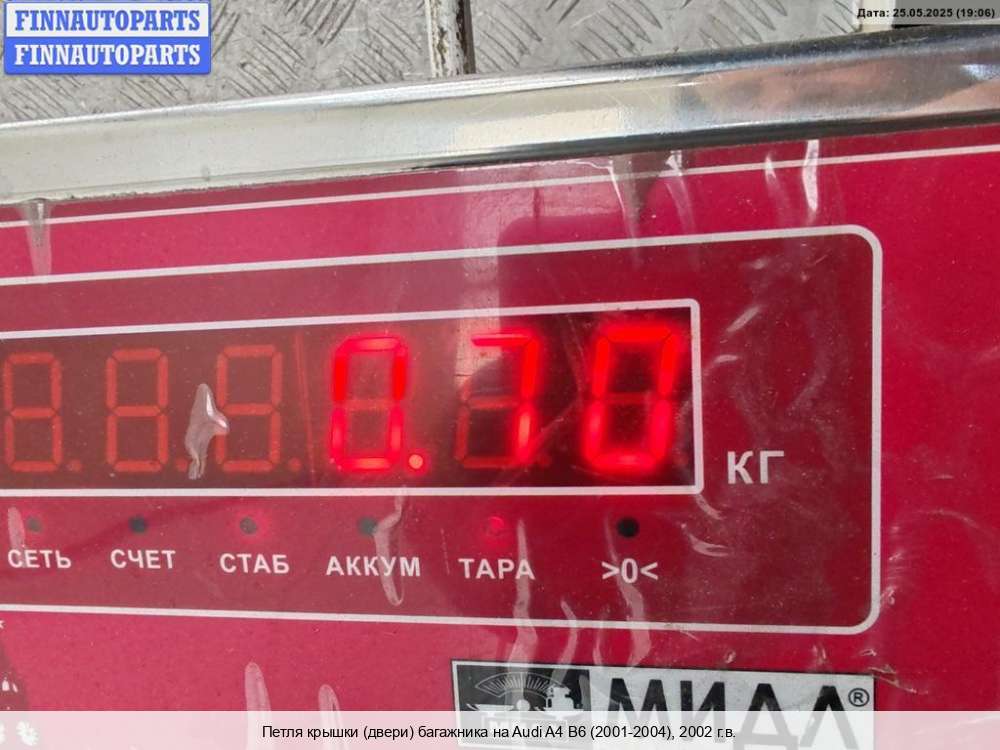 FINNAUTOPARTS
FINNAUTOPARTS
Дата: 25.05.2025 (19:06)
0.70
КГ
СЕТЬ СЧЕТ СТАБ АККУМ ТАРА >0<
МИДЛ®
Петля крышки (двери) багажника на Audi A4 B6 (2001-2004), 2002 г.в.